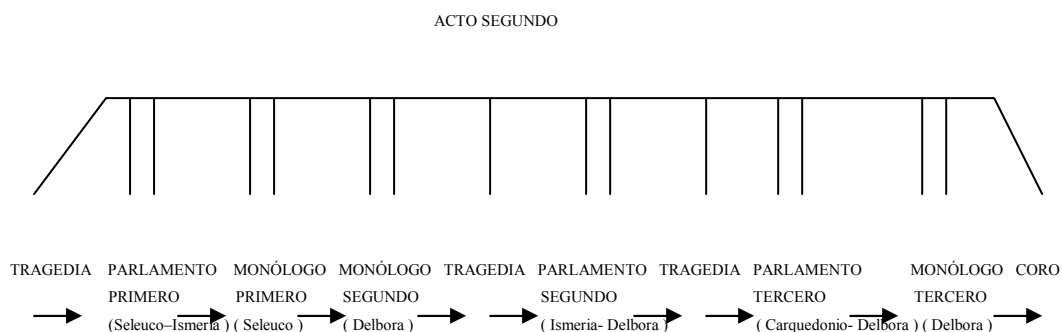 ACTO SEGUNDO
TRAGEDIA PARLAMENTO MONÓLOGO MONÓLOGO TRAGEDIA PARLAMENTO TRAGEDIA PARLAMENTO MONÓLOGO CORO
PRIMERO PRIMERO SEGUNDO SEGUNDO TERCERO TERCERO
(Seleuco–Ismeria ) ( Seleuco ) ( Delbora ) ( Ismeria- Delbora ) ( Carquedonio- Delbora ) ( Delbora )